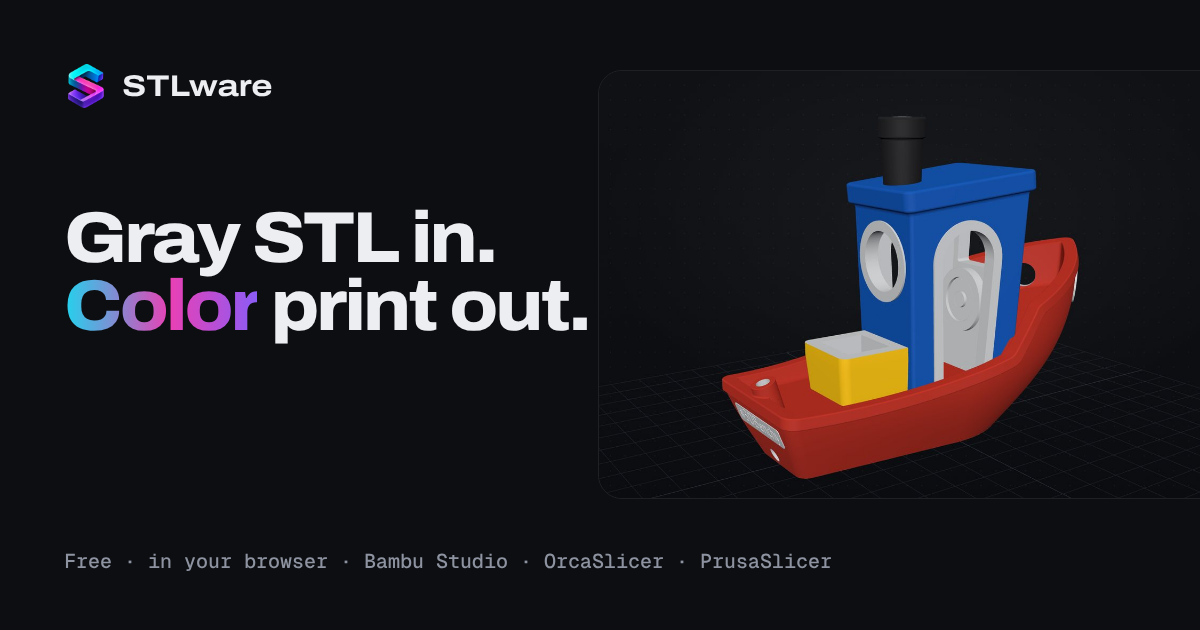 STLware
Gray STL in.
Color print out.
Free · in your browser · Bambu Studio · OrcaSlicer · PrusaSlicer